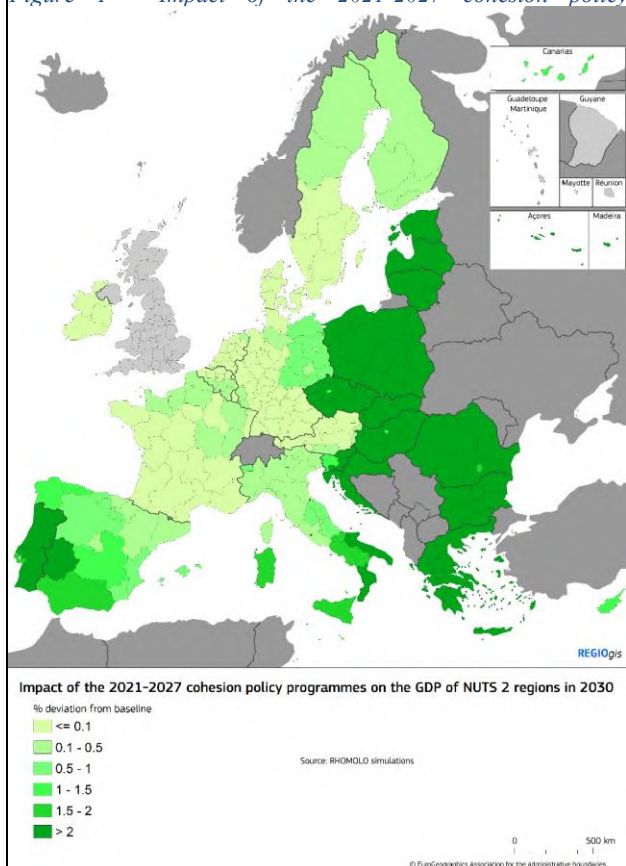 Figure 1 - Impact of the 2021-2027 cohesion policy
Canarias
Guadeloupe
Martinique
Guyane
Mayotte
Réunion
Açores
Madeira
REGIOgis
Impact of the 2021-2027 cohesion policy programmes on the GDP of NUTS 2 regions in 2030
% deviation from baseline
<= 0.1
0.1 - 0.5
0.5 - 1
1 - 1.5
1.5 - 2
> 2
Source: RHOMOLO simulations
0 500 km
© EuroGeographics Association for the administrative boundaries